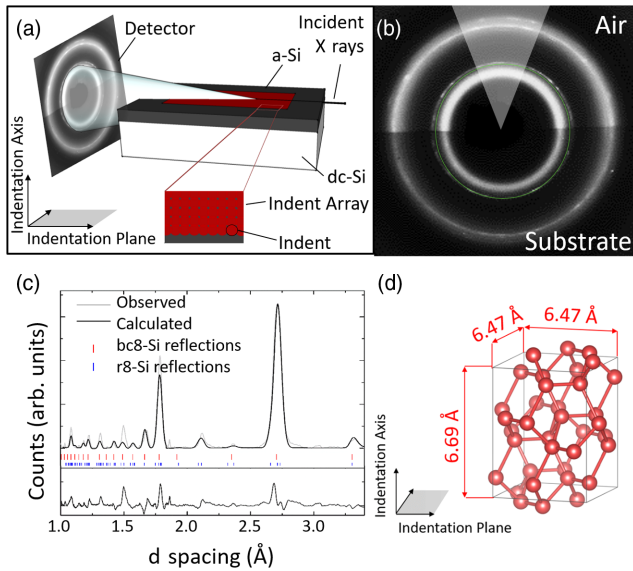 (a)
Detector
Incident
X rays
a-Si
dc-Si
Indentation Axis
Indentation Plane
Indent Array
Indent
(b)
Air
Substrate
(c)
Observed
Calculated
bc8-Si reflections
r8-Si reflections
Counts (arb. units)
1.0 1.5 2.0 2.5 3.0
d spacing (Å)
(d)
6.47 Å
6.47 Å
6.69 Å
Indentation Axis
Indentation Plane